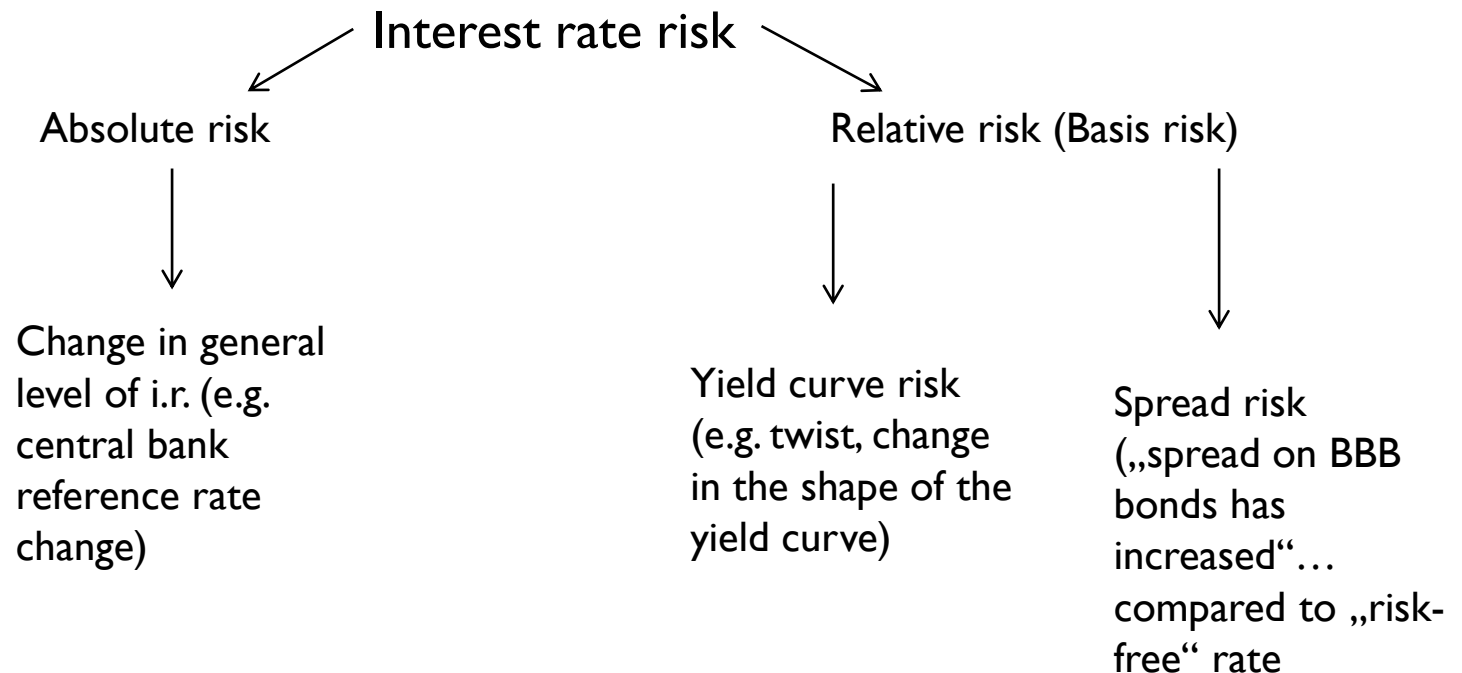 Interest rate risk
Absolute risk
Relative risk (Basis risk)
Change in general
level of i.r. (e.g.
central bank
reference rate
change)
Yield curve risk
(e.g. twist, change
in the shape of the
yield curve)
Spread risk
(„spread on BBB
bonds has
increased“…
compared to „risk-
free“ rate